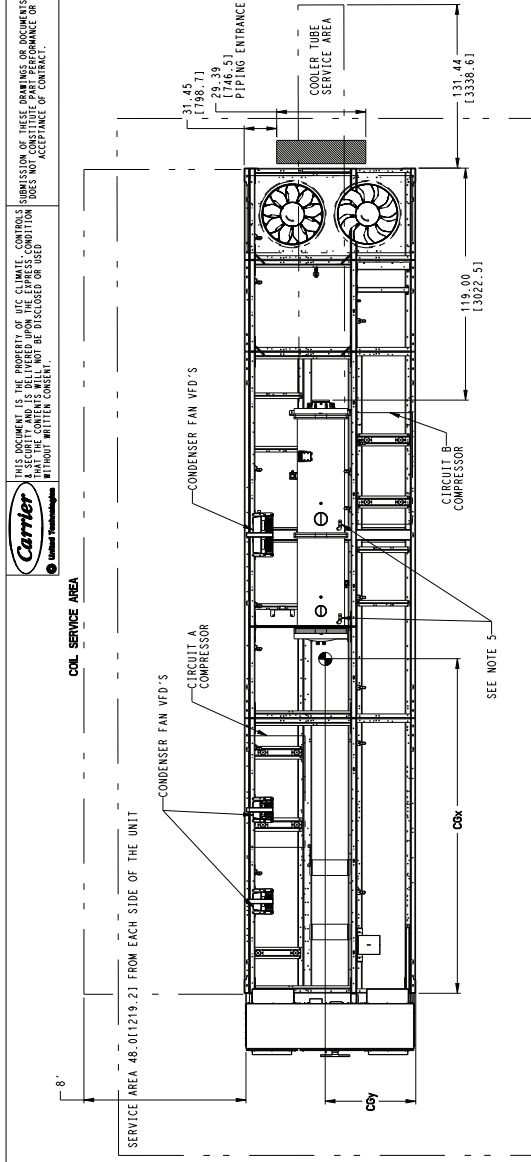 Carrier
United Technologies
THIS DOCUMENT IS THE PROPERTY OF UTC CLIMATE, CONTROLS
& SECURITY AND IS DELIVERED UPON THE EXPRESS CONDITION
THAT THE CONTENTS WILL NOT BE DISCLOSED OR USED
WITHOUT WRITTEN CONSENT.
SUBMISSION OF THESE DRAWINGS OR DOCUMENTS
DOES NOT CONSTITUTE PART PERFORMANCE OR
ACCEPTANCE OF CONTRACT.
8'
COIL SERVICE AREA
SERVICE AREA 48.0[1219.2] FROM EACH SIDE OF THE UNIT
CONDENSER FAN VFD'S
CIRCUIT A
COMPRESSOR
CONDENSER FAN VFD'S
31.45
[798.7]
29.39
[746.5]
PIPING ENTRANCE
COOLER TUBE
SERVICE AREA
131.44
[3338.6]
119.00
[3022.5]
CIRCUIT B
COMPRESSOR
SEE NOTE 5
CGx
CGy